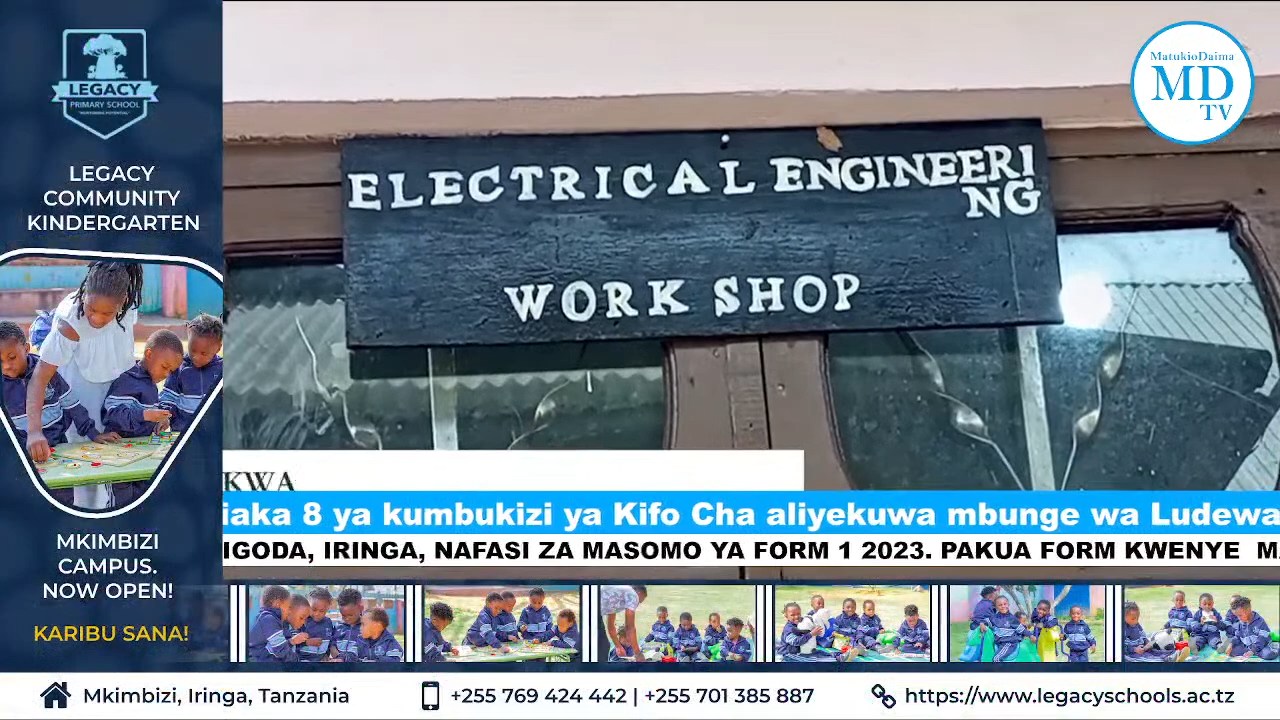 LEGACY
PRIMARY SCHOOL
"NURTURING POTENTIAL"
LEGACY
COMMUNITY
KINDERGARTEN
MKIMBIZI
CAMPUS.
NOW OPEN!
KARIBU SANA!
MatukioDaima
MD
TV
ELECTRICAL ENGINEERI
NG
WORK SHOP
KWA
iaka 8 ya kumbukizi ya Kifo Cha aliyekuwa mbunge wa Ludewa
IGODA, IRINGA, NAFASI ZA MASOMO YA FORM 1 2023. PAKUA FORM KWENYE M
Mkimbizi, Iringa, Tanzania
+255 769 424 442 | +255 701 385 887
https://www.legacyschools.ac.tz